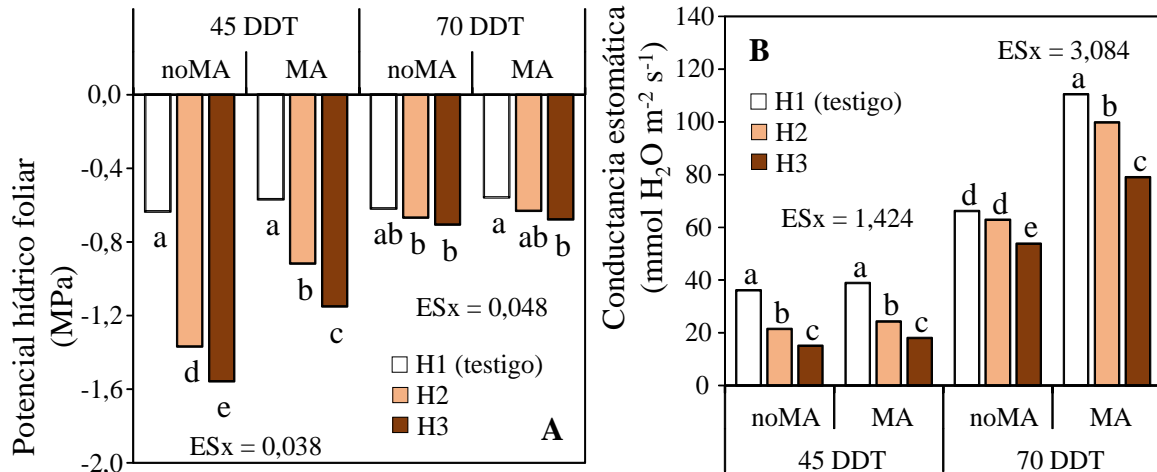 45 DDT 70 DDT
noMA MA noMA MA
Potencial hídrico foliar
(MPa)
0,0
-0,4
-0,8
-1,2
-1,6
-2,0
a d e a b c ab b b a ab b
ESx = 0,048
ESx = 0,038
H1 (testigo)
H2
H3
A
Conductancia estomática
(mmol H₂O m⁻² s⁻¹)
140
120
100
80
60
40
20
0
B
ESx = 3,084
H1 (testigo)
H2
H3
ESx = 1,424
a b c a b c d d e a b c
noMA MA noMA MA
45 DDT 70 DDT